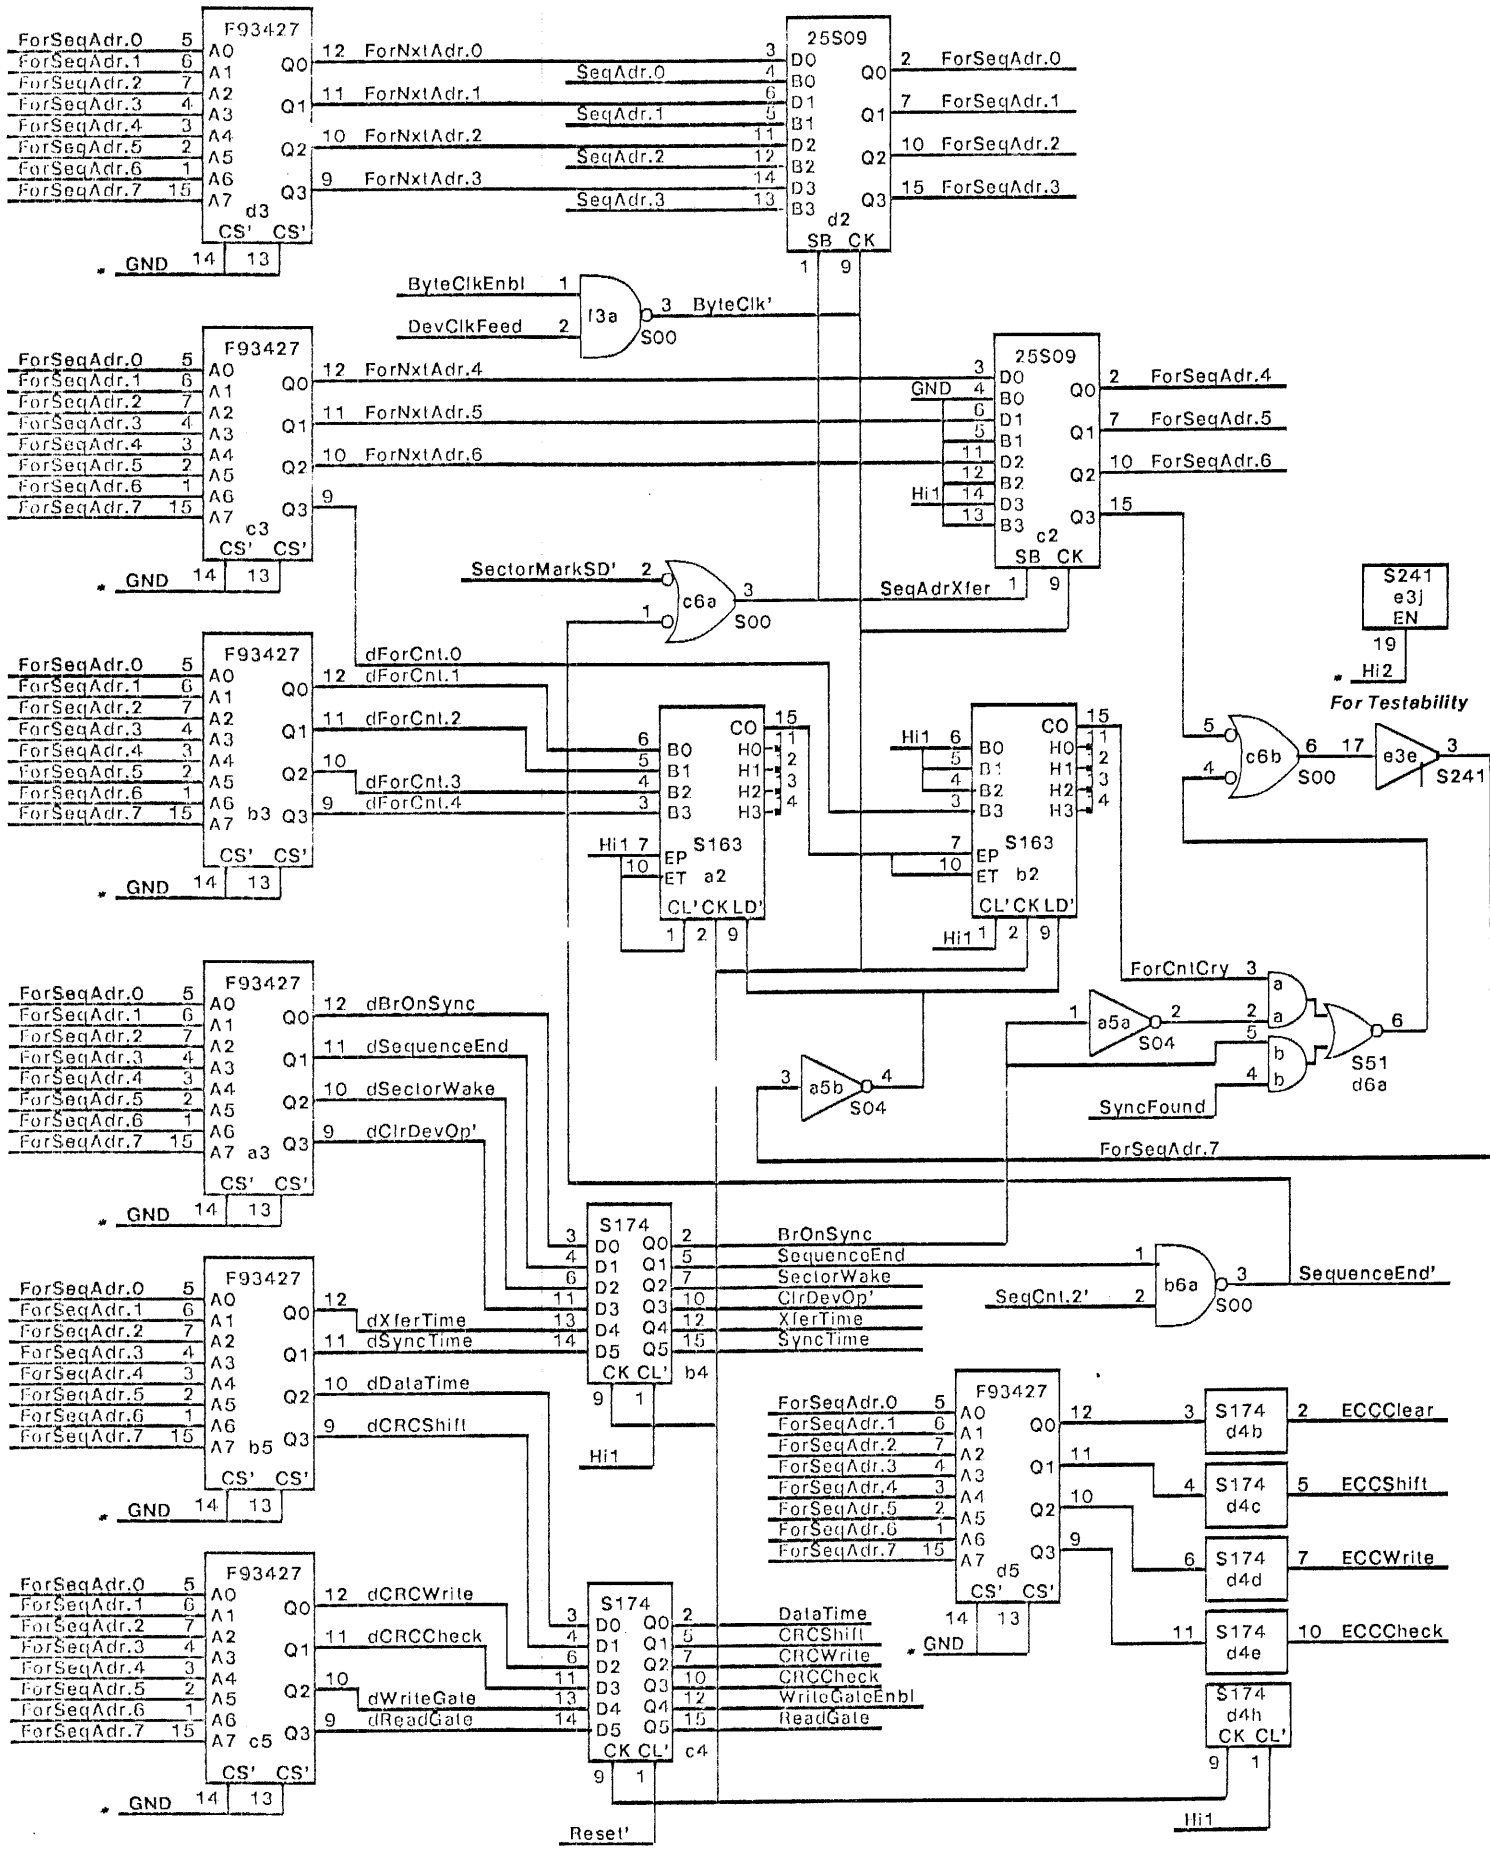 F93427
ForSeqAdr.0 5 A0
ForSeqAdr.1 6 A1
ForSeqAdr.2 7 A2
ForSeqAdr.3 4 A3
ForSeqAdr.4 3 A4
ForSeqAdr.5 2 A5
ForSeqAdr.6 1 A6
ForSeqAdr.7 15 A7
Q0 12 ForNxtAdr.0
Q1 11 ForNxtAdr.1
Q2 10 ForNxtAdr.2
Q3 9 ForNxtAdr.3
d3
CS' CS'
* GND 14 13
25S09
3 D0
SeqAdr.0 4 B0
6 D1
SeqAdr.1 5 B1
11 D2
SeqAdr.2 12 B2
14 D3
SeqAdr.3 13 B3
Q0 2 ForSeqAdr.0
Q1 7 ForSeqAdr.1
Q2 10 ForSeqAdr.2
Q3 15 ForSeqAdr.3
d2
SB CK
1 9
ByteClkEnbl 1
DevClkFeed 2
f3a
3 ByteClk'
S00
F93427
ForSeqAdr.0 5 A0
ForSeqAdr.1 6 A1
ForSeqAdr.2 7 A2
ForSeqAdr.3 4 A3
ForSeqAdr.4 3 A4
ForSeqAdr.5 2 A5
ForSeqAdr.6 1 A6
ForSeqAdr.7 15 A7
Q0 12 ForNxtAdr.4
Q1 11 ForNxtAdr.5
Q2 10 ForNxtAdr.6
Q3 9
c3
CS' CS'
* GND 14 13
25S09
3 D0
GND 4 B0
6 D1
5 B1
11 D2
12 B2
Hi1 14 D3
13 B3
Q0 2 ForSeqAdr.4
Q1 7 ForSeqAdr.5
Q2 10 ForSeqAdr.6
Q3 15
c2
SB CK
1 9
SectorMarkSD' 2
1
c6a
3 SeqAdrXfer
S00
S241
e3j
EN
19
* Hi2
For Testability
F93427
ForSeqAdr.0 5 A0
ForSeqAdr.1 6 A1
ForSeqAdr.2 7 A2
ForSeqAdr.3 4 A3
ForSeqAdr.4 3 A4
ForSeqAdr.5 2 A5
ForSeqAdr.6 1 A6
ForSeqAdr.7 15 A7
dForCnt.0
Q0 12 dForCnt.1
Q1 11 dForCnt.2
Q2 10 dForCnt.3
Q3 9 dForCnt.4
b3
CS' CS'
* GND 14 13
6 B0
5 B1
4 B2
3 B3
CO 15
H0 11
H1 12
H2 13
H3 14
S163
Hi1 7 EP
10 ET
a2
CL' CK LD'
1 2 9
Hi1 6 B0
5 B1
4 B2
3 B3
CO 15
H0 11
H1 12
H2 13
H3 14
S163
7 EP
10 ET
b2
CL' CK LD'
Hi1 1 2 9
5
4
c6b
6
S00
17
e3e
3
S241
F93427
ForSeqAdr.0 5 A0
ForSeqAdr.1 6 A1
ForSeqAdr.2 7 A2
ForSeqAdr.3 4 A3
ForSeqAdr.4 3 A4
ForSeqAdr.5 2 A5
ForSeqAdr.6 1 A6
ForSeqAdr.7 15 A7
Q0 12 dBrOnSync
Q1 11 dSequenceEnd
Q2 10 dSectorWake
Q3 9 dClrDevOp'
a3
CS' CS'
* GND 14 13
ForCntCry 3
a
2 a
5 b
4 b
SyncFound
6
S51
d6a
1 a5a 2
S04
3 a5b 4
S04
ForSeqAdr.7
S174
3 D0
4 D1
6 D2
11 D3
13 D4
14 D5
Q0 2 BrOnSync
Q1 5 SequenceEnd
Q2 7 SectorWake
Q3 10 ClrDevOp'
Q4 12 XferTime
Q5 15 SyncTime
CK CL' b4
9 1
Hi1
1
SeqCnt.2' 2
b6a
3 SequenceEnd'
S00
F93427
ForSeqAdr.0 5 A0
ForSeqAdr.1 6 A1
ForSeqAdr.2 7 A2
ForSeqAdr.3 4 A3
ForSeqAdr.4 3 A4
ForSeqAdr.5 2 A5
ForSeqAdr.6 1 A6
ForSeqAdr.7 15 A7
Q0 12 dXferTime
Q1 11 dSyncTime
Q2 10 dDataTime
Q3 9 dCRCShift
b5
CS' CS'
* GND 14 13
F93427
ForSeqAdr.0 5 A0
ForSeqAdr.1 6 A1
ForSeqAdr.2 7 A2
ForSeqAdr.3 4 A3
ForSeqAdr.4 3 A4
ForSeqAdr.5 2 A5
ForSeqAdr.6 1 A6
ForSeqAdr.7 15 A7
Q0 12
Q1 11
Q2 10
Q3 9
d5
CS' CS'
14 13
* GND
3 S174 d4b 2 ECCClear
4 S174 d4c 5 ECCShift
6 S174 d4d 7 ECCWrite
11 S174 d4e 10 ECCCheck
S174
d4h
CK CL'
9 1
Hi1
F93427
ForSeqAdr.0 5 A0
ForSeqAdr.1 6 A1
ForSeqAdr.2 7 A2
ForSeqAdr.3 4 A3
ForSeqAdr.4 3 A4
ForSeqAdr.5 2 A5
ForSeqAdr.6 1 A6
ForSeqAdr.7 15 A7
Q0 12 dCRCWrite
Q1 11 dCRCCheck
Q2 10 dWriteGate
Q3 9 dReadGate
c5
CS' CS'
* GND 14 13
S174
3 D0
4 D1
6 D2
11 D3
13 D4
14 D5
Q0 2 DataTime
Q1 5 CRCShift
Q2 7 CRCWrite
Q3 10 CRCCheck
Q4 12 WriteGateEnbl
Q5 15 ReadGate
CK CL' c4
9 1
Reset'